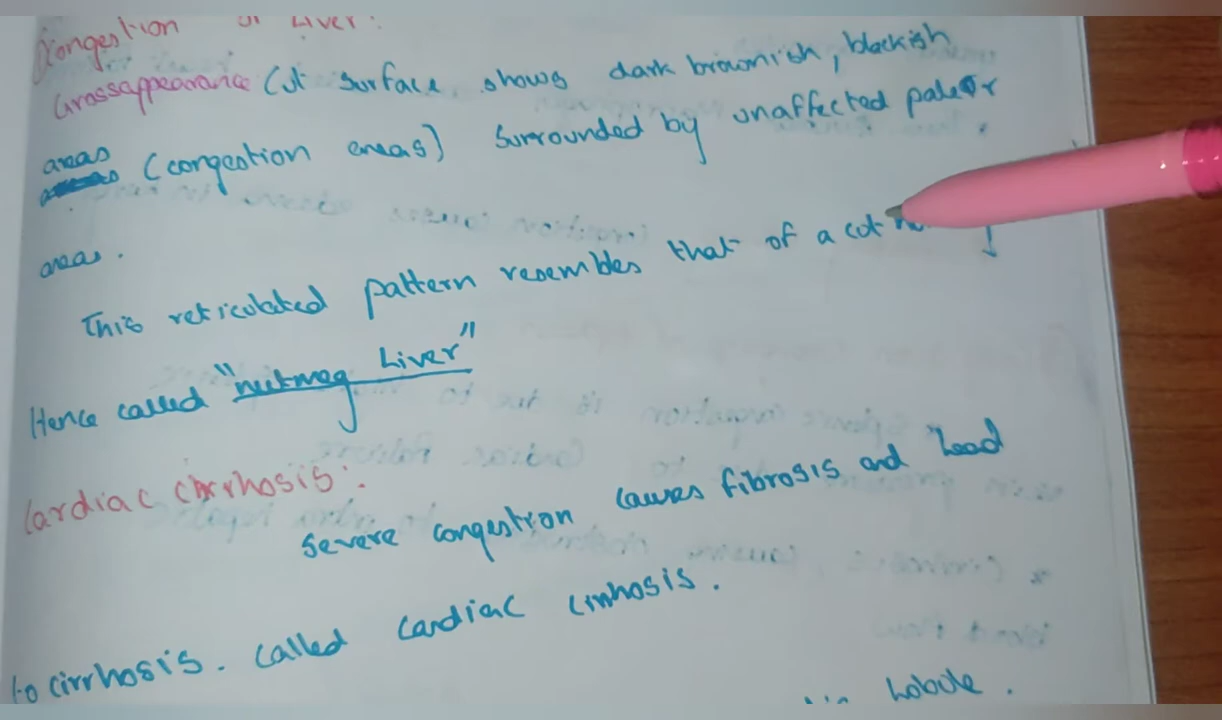 Congestion of Liver:
Grossappearance Cut surface shows dark brownish, blackish
areas (congestion areas) surrounded by unaffected paler
areas.
This reticulated pattern resembles that of a cut
Hence called "nutmeg Liver"
Cardiac cirrhosis:
Severe congestion causes fibrosis and lead
to cirrhosis. called cardiac cirrhosis.
lobule.